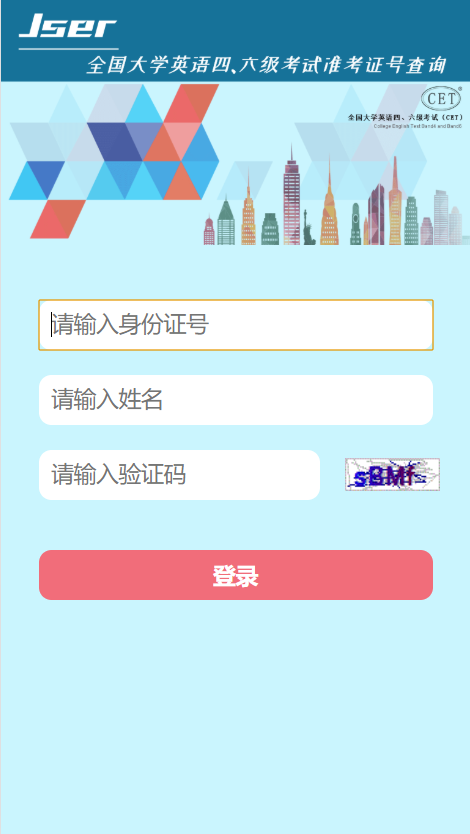 Jser
全国大学英语四、六级考试准考证号查询
CET
全国大学英语四、六级考试（CET）
College English Test Band4 and Band6
请输入身份证号
请输入姓名
请输入验证码
sBMf
登录